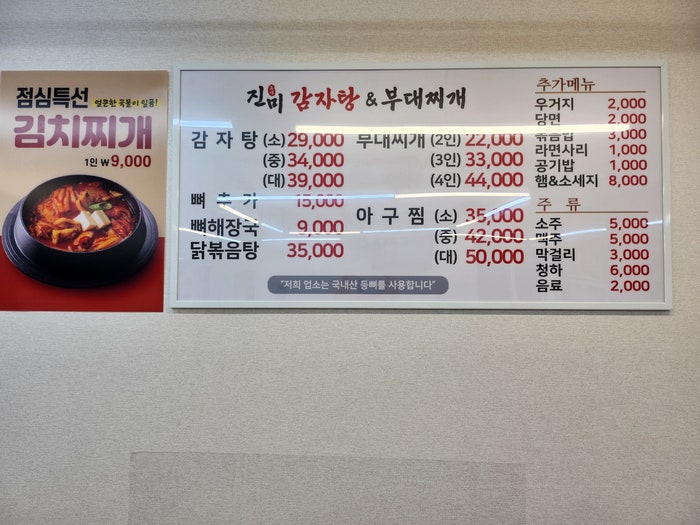 점심특선 얼큰한 국물이 일품!
김치찌개
1인 ₩9,000
진미 감자탕 & 부대찌개
감자탕 (소) 29,000
(중) 34,000
(대) 39,000
뼈추가 15,000
뼈해장국 9,000
닭볶음탕 35,000
부대찌개 (2인) 22,000
(3인) 33,000
(4인) 44,000
아구찜 (소) 35,000
(중) 42,000
(대) 50,000
"저희 업소는 국내산 등뼈를 사용합니다"
추가메뉴
우거지 2,000
당면 2,000
볶음밥 3,000
라면사리 1,000
공기밥 1,000
햄&소세지 8,000
주류
소주 5,000
맥주 5,000
막걸리 3,000
청하 6,000
음료 2,000